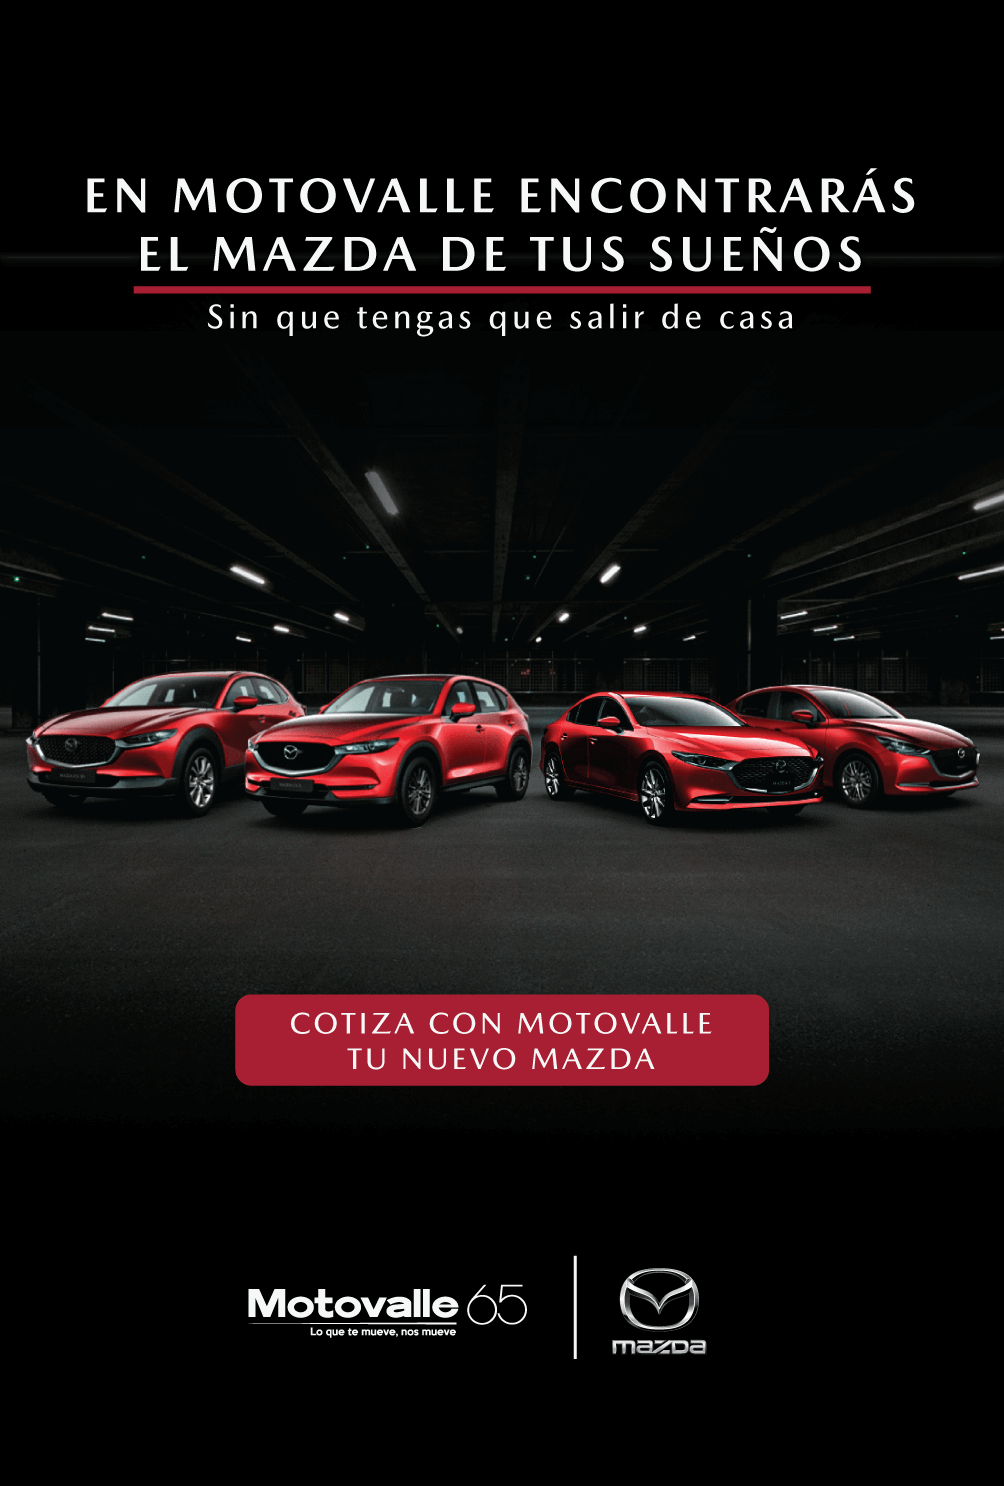 EN MOTOVALLE ENCONTRARÁS
EL MAZDA DE TUS SUEÑOS
Sin que tengas que salir de casa
COTIZA CON MOTOVALLE
TU NUEVO MAZDA
Motovalle 65
Lo que te mueve, nos mueve
mazda